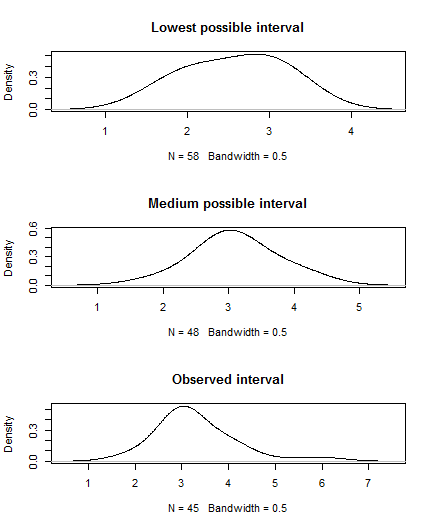 Lowest possible interval
Density
0.0 0.3
1 2 3 4
N = 58 Bandwidth = 0.5
Medium possible interval
Density
0.0 0.3 0.6
1 2 3 4 5
N = 48 Bandwidth = 0.5
Observed interval
Density
0.0 0.3
1 2 3 4 5 6 7
N = 45 Bandwidth = 0.5